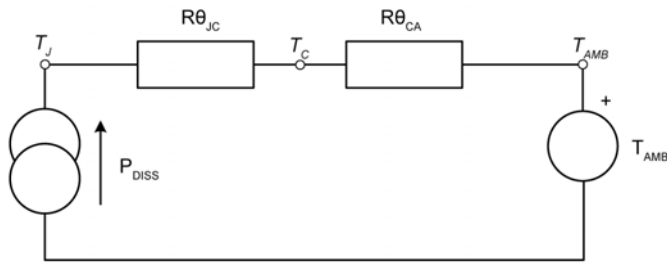 Rθ_JC
Rθ_CA
T_J
T_C
T_AMB
+
P_DISS
T_AMB